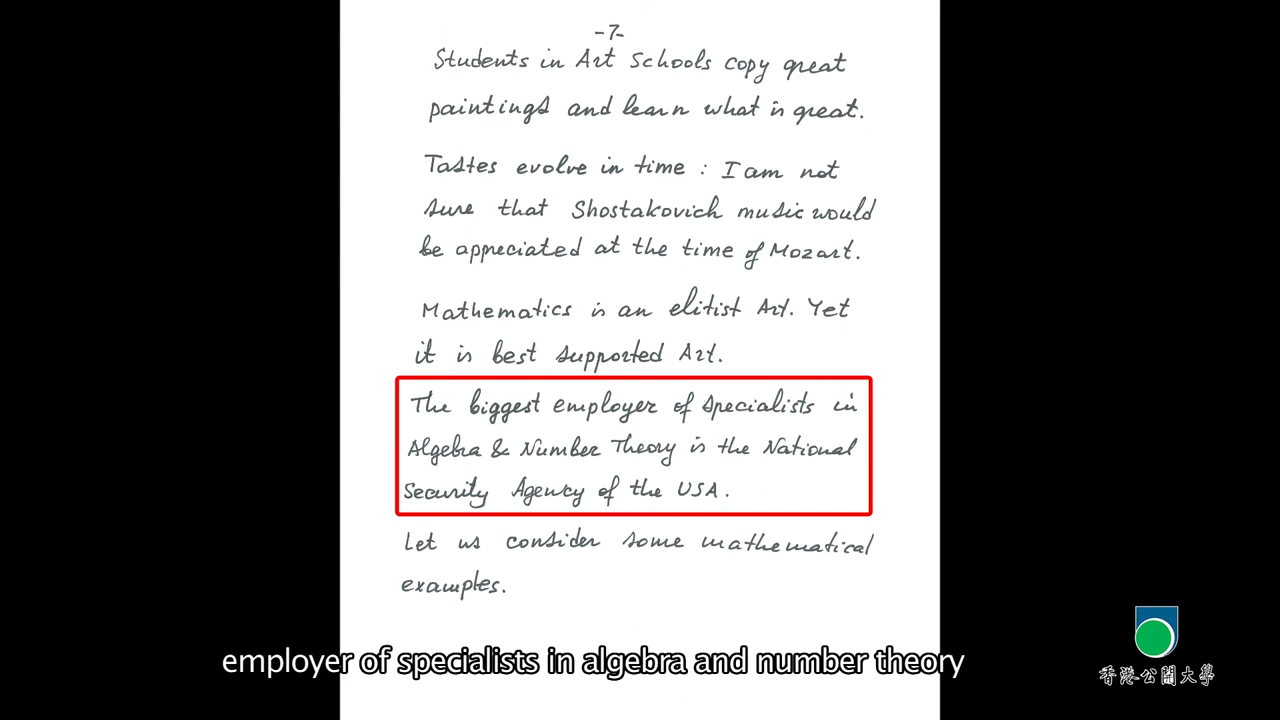 -7-
Students in Art Schools copy great
paintings and learn what is great.
Tastes evolve in time : I am not
sure that Shostakovich music would
be appreciated at the time of Mozart.
Mathematics is an elitist Art. Yet
it is best supported Art.
The biggest employer of specialists in
Algebra & Number Theory is the National
Security Agency of the USA.
Let us consider some mathematical
examples.
employer of specialists in algebra and number theory
香港公開大學